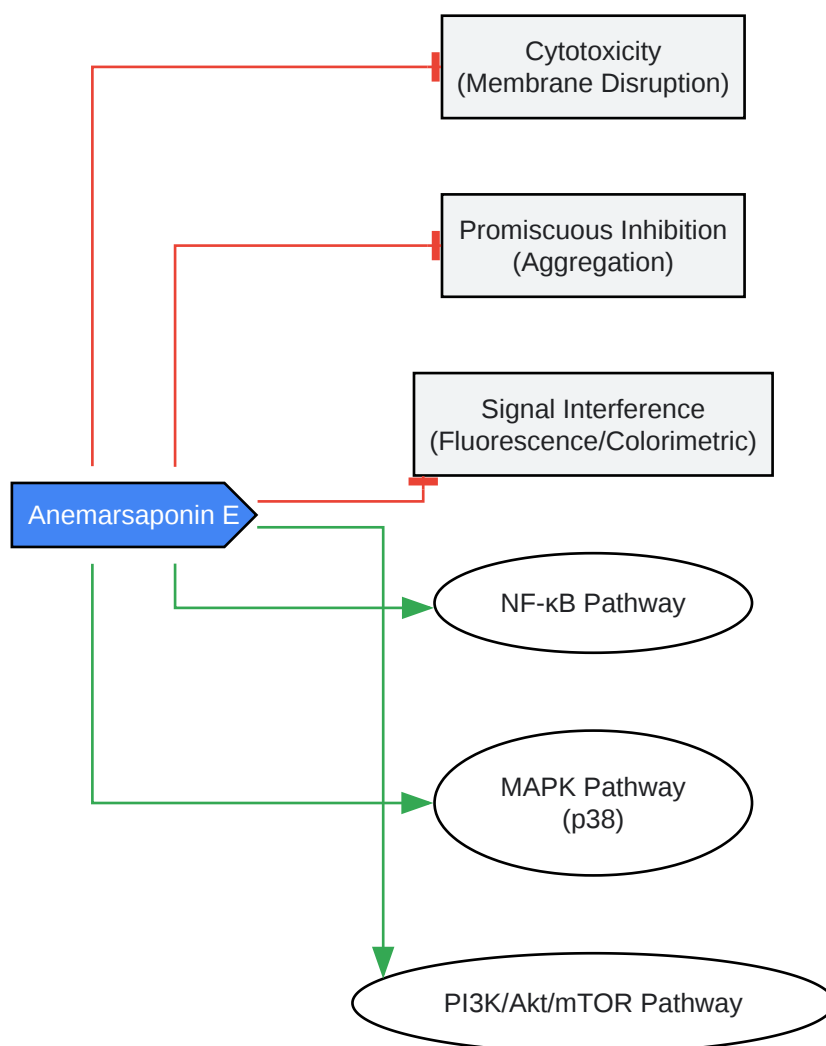 Cytotoxicity
(Membrane Disruption)
Promiscuous Inhibition
(Aggregation)
Signal Interference
(Fluorescence/Colorimetric)
Anemarsaponin E
NF-κB Pathway
MAPK Pathway
(p38)
PI3K/Akt/mTOR Pathway